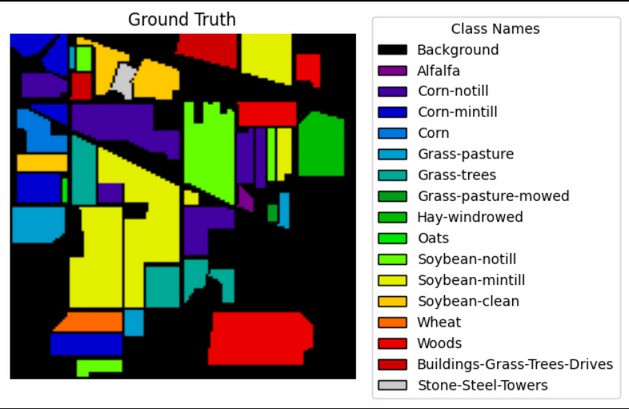 Ground Truth
Class Names
Background
Alfalfa
Corn-notill
Corn-mintill
Corn
Grass-pasture
Grass-trees
Grass-pasture-mowed
Hay-windrowed
Oats
Soybean-notill
Soybean-mintill
Soybean-clean
Wheat
Woods
Buildings-Grass-Trees-Drives
Stone-Steel-Towers